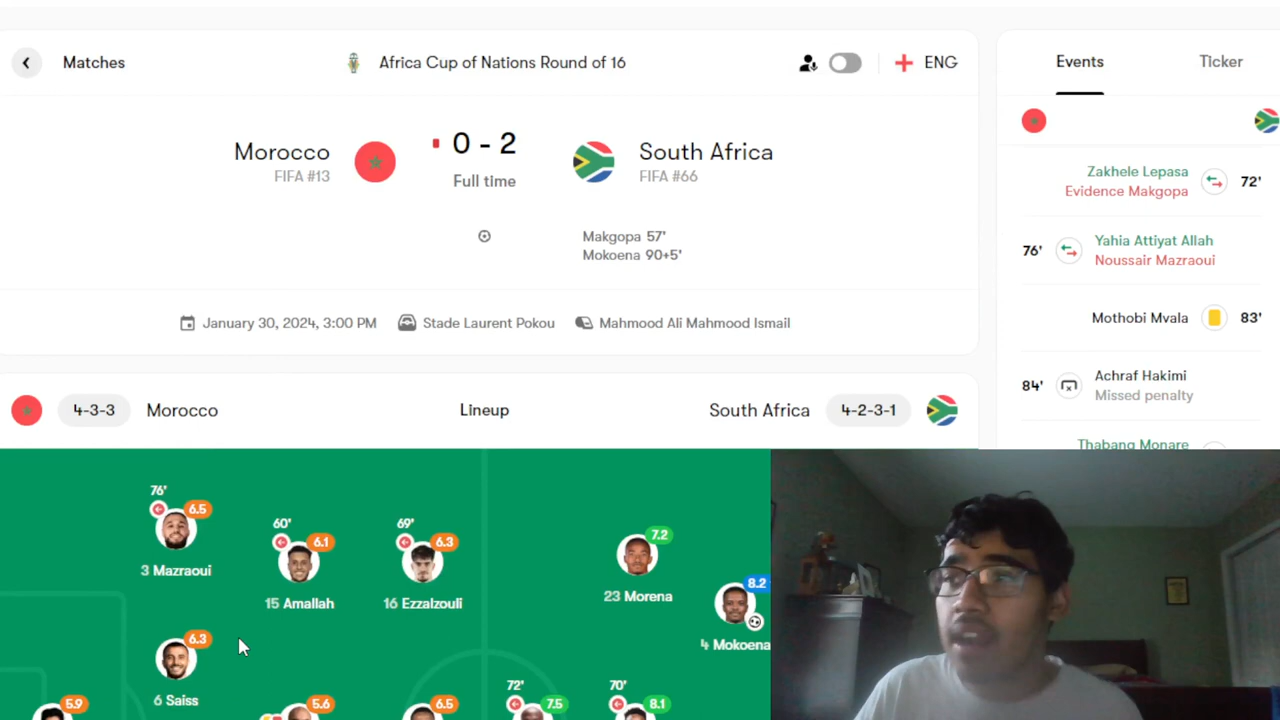 Matches
Africa Cup of Nations Round of 16
ENG
Morocco
FIFA #13
0 - 2
Full time
South Africa
FIFA #66
Makgopa 57'
Mokoena 90+5'
January 30, 2024, 3:00 PM
Stade Laurent Pokou
Mahmood Ali Mahmood Ismail
4-3-3
Morocco
Lineup
South Africa
4-2-3-1
Events
Ticker
Zakhele Lepasa
Evidence Makgopa
72'
76'
Yahia Attiyat Allah
Noussair Mazraoui
Mothobi Mvala
83'
84'
Achraf Hakimi
Missed penalty
Thabang Monare
76'
6.5
3 Mazraoui
60'
6.1
15 Amallah
69'
6.3
16 Ezzalzouli
7.2
23 Morena
8.2
4 Mokoena
6.3
6 Saiss
5.9
5.6
6.5
72'
7.5
70'
8.1